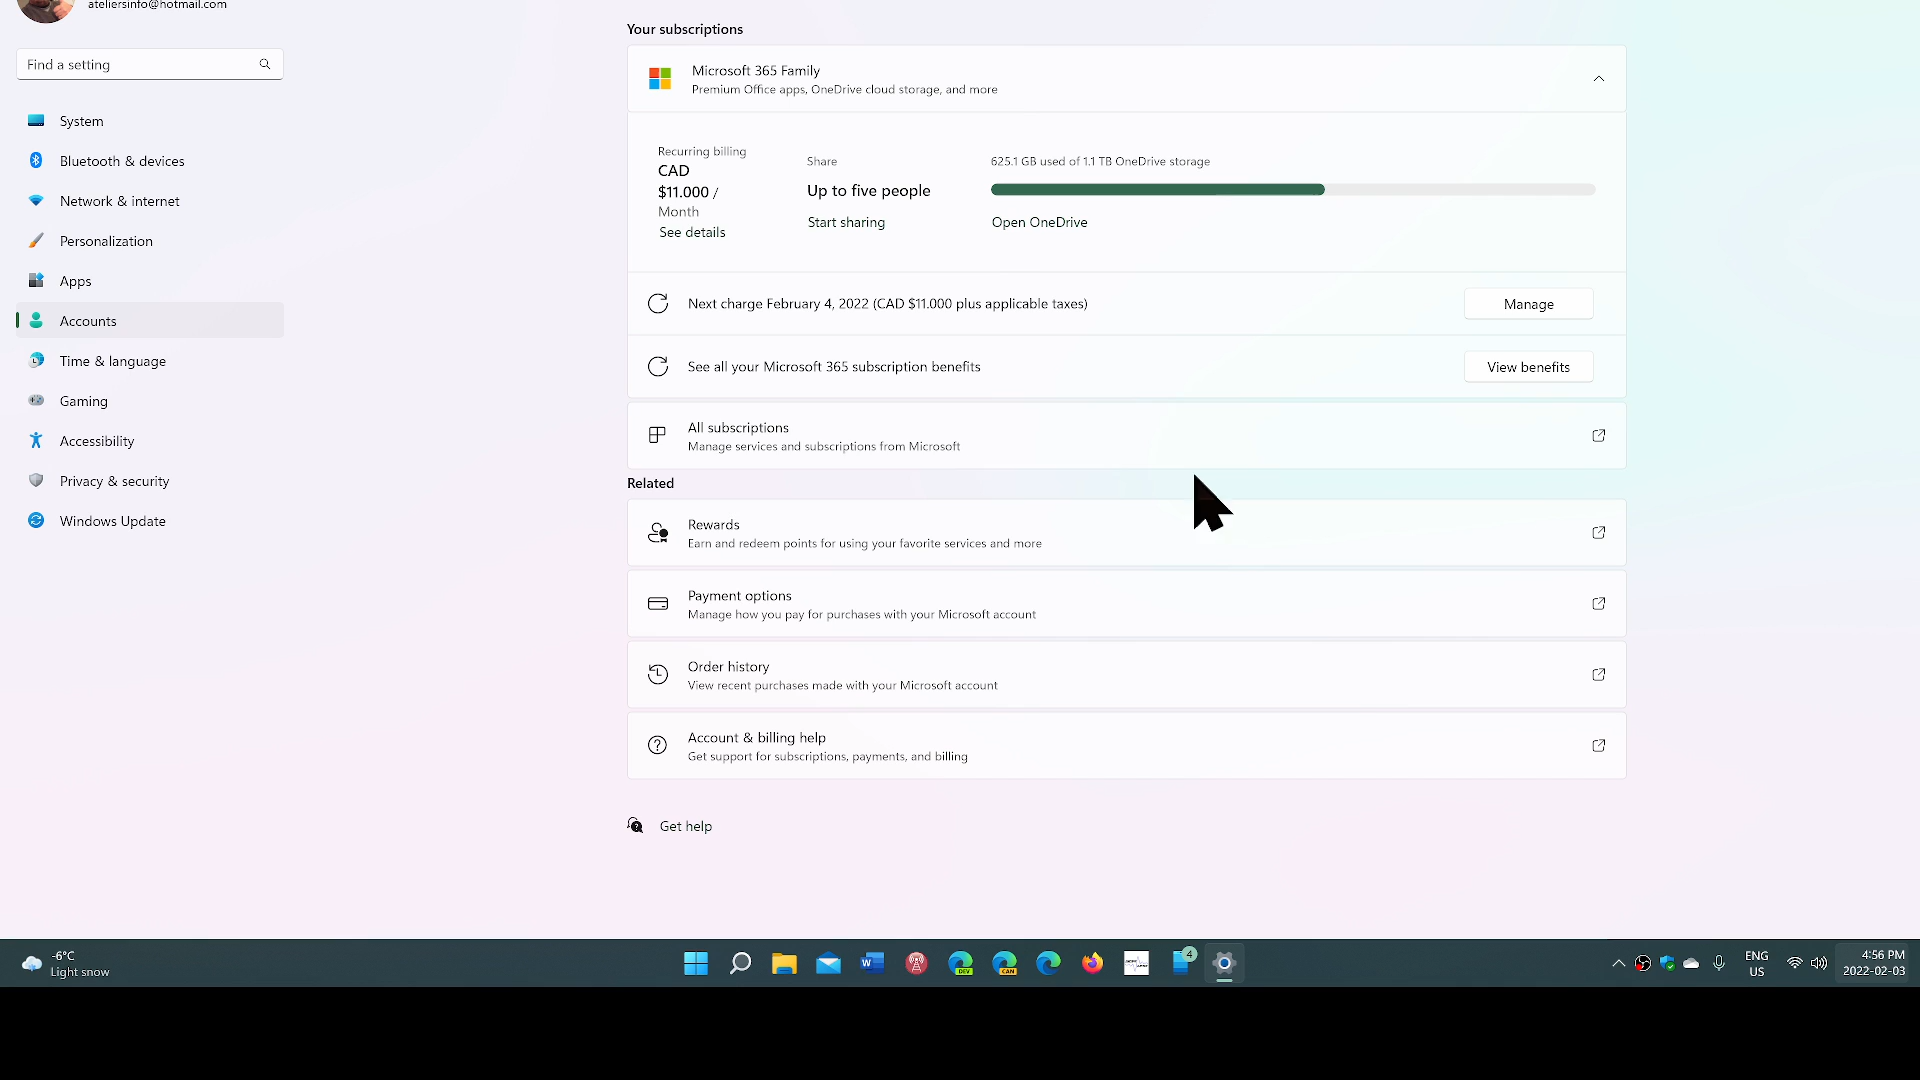 ateliersinfo@hotmail.com
Find a setting
System
Bluetooth & devices
Network & internet
Personalization
Apps
Accounts
Time & language
Gaming
Accessibility
Privacy & security
Windows Update
Your subscriptions
Microsoft 365 Family
Premium Office apps, OneDrive cloud storage, and more
Recurring billing
CAD
$11.000 /
Month
See details
Share
Up to five people
Start sharing
625.1 GB used of 1.1 TB OneDrive storage
Open OneDrive
Next charge February 4, 2022 (CAD $11.000 plus applicable taxes)
Manage
See all your Microsoft 365 subscription benefits
View benefits
All subscriptions
Manage services and subscriptions from Microsoft
Related
Rewards
Earn and redeem points for using your favorite services and more
Payment options
Manage how you pay for purchases with your Microsoft account
Order history
View recent purchases made with your Microsoft account
Account & billing help
Get support for subscriptions, payments, and billing
Get help
-6°C
Light snow
W
DEV
CAN
4
ENG
US
4:56 PM
2022-02-03